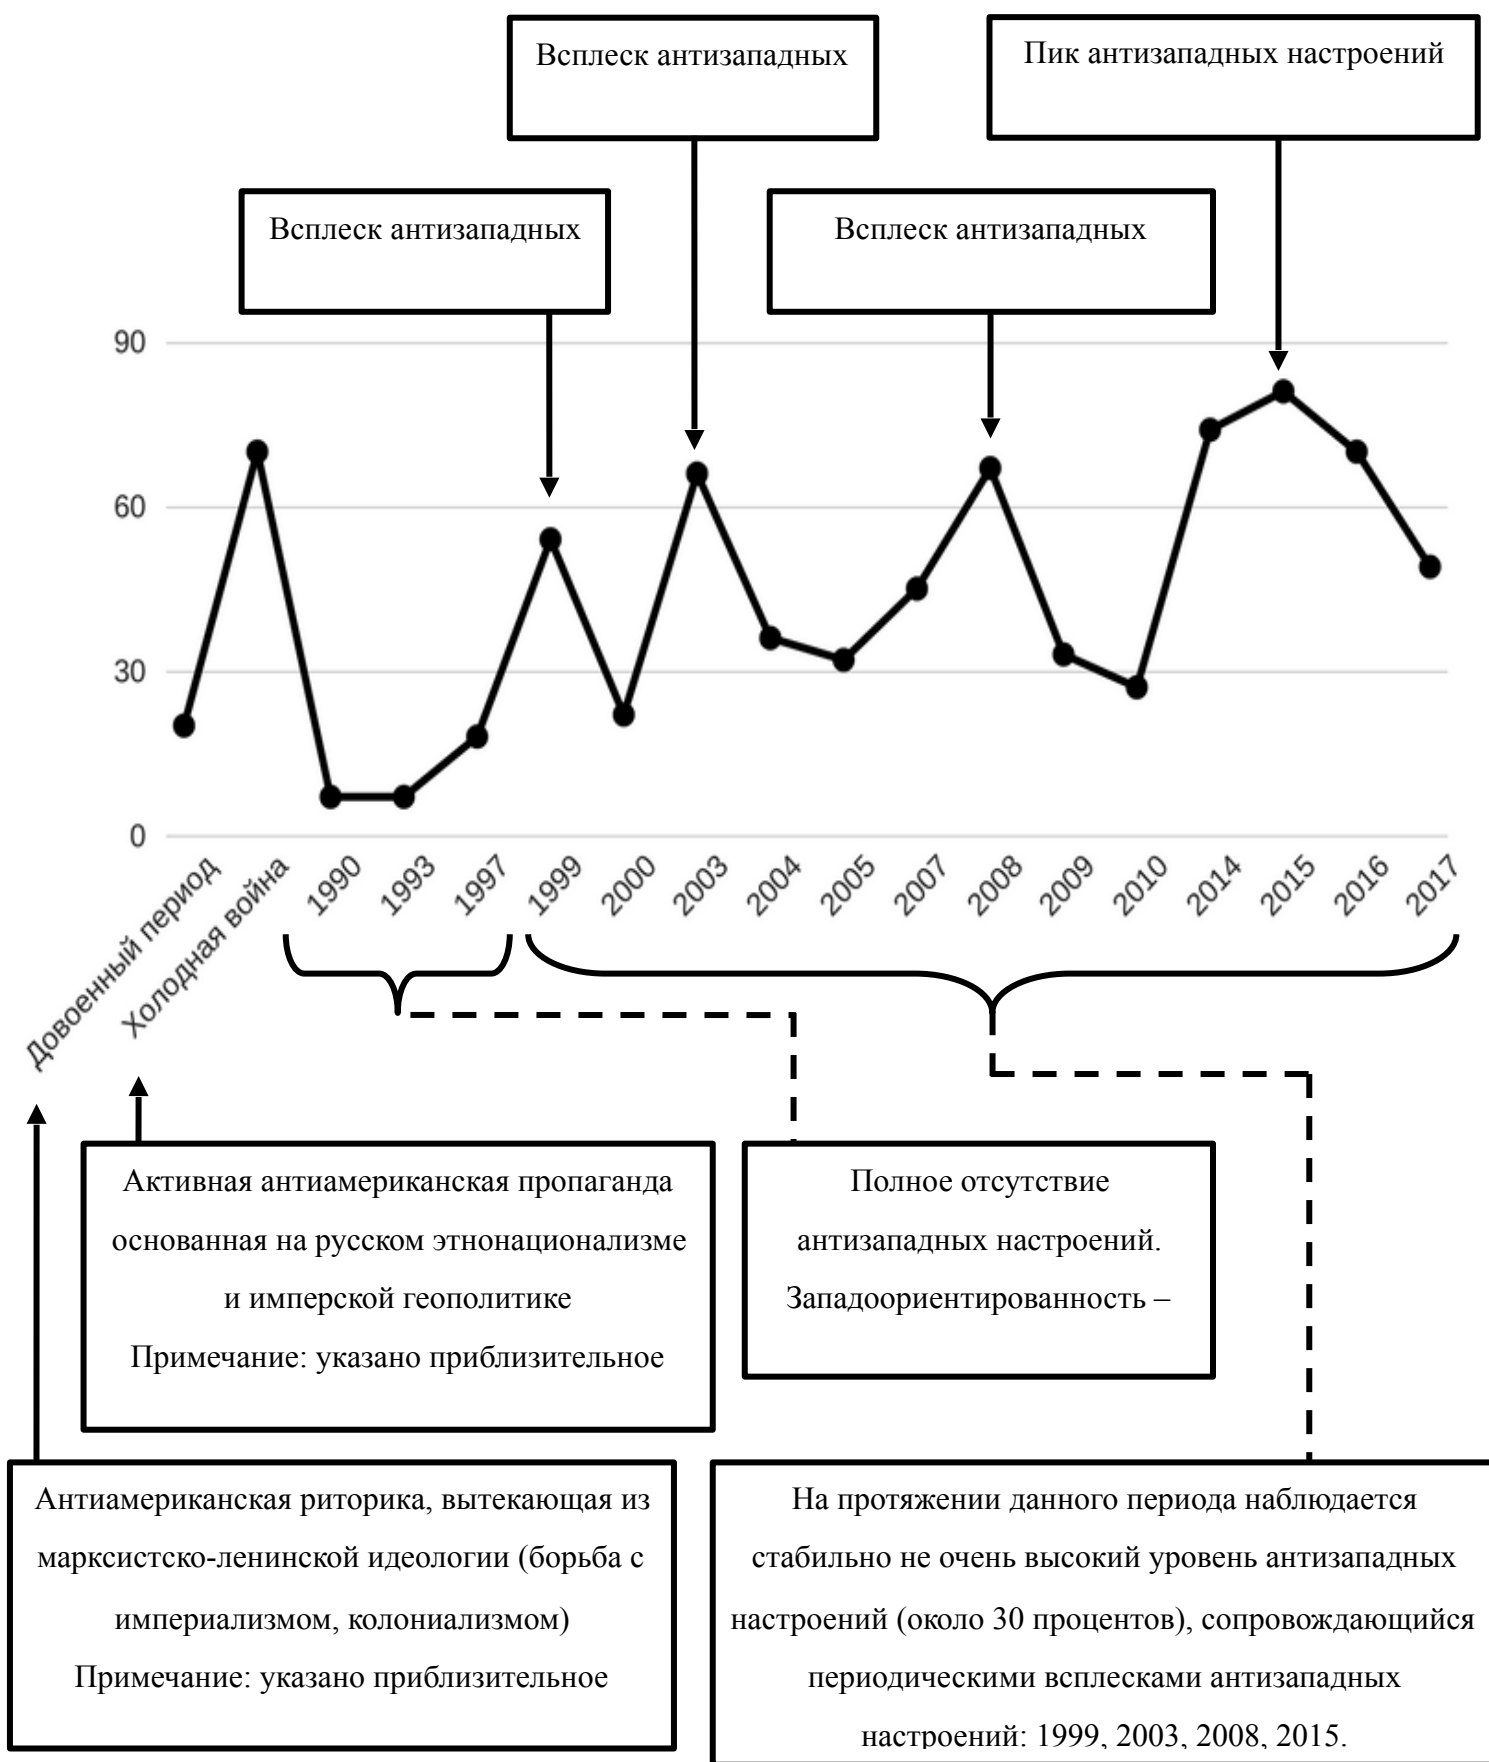 Всплеск антизападных
Пик антизападных настроений
Всплеск антизападных
Всплеск антизападных
90
60
30
0
Довоенный период
Холодная война
1990
1993
1997
1999
2000
2003
2004
2005
2007
2008
2009
2010
2014
2015
2016
2017
Активная антиамериканская пропаганда
основанная на русском этнонационализме
и имперской геополитике
Примечание: указано приблизительное
Полное отсутствие
антизападных настроений.
Западоориентированность –
Антиамериканская риторика, вытекающая из
марксистско-ленинской идеологии (борьба с
империализмом, колониализмом)
Примечание: указано приблизительное
На протяжении данного периода наблюдается
стабильно не очень высокий уровень антизападных
настроений (около 30 процентов), сопровождающийся
периодическими всплесками антизападных
настроений: 1999, 2003, 2008, 2015.